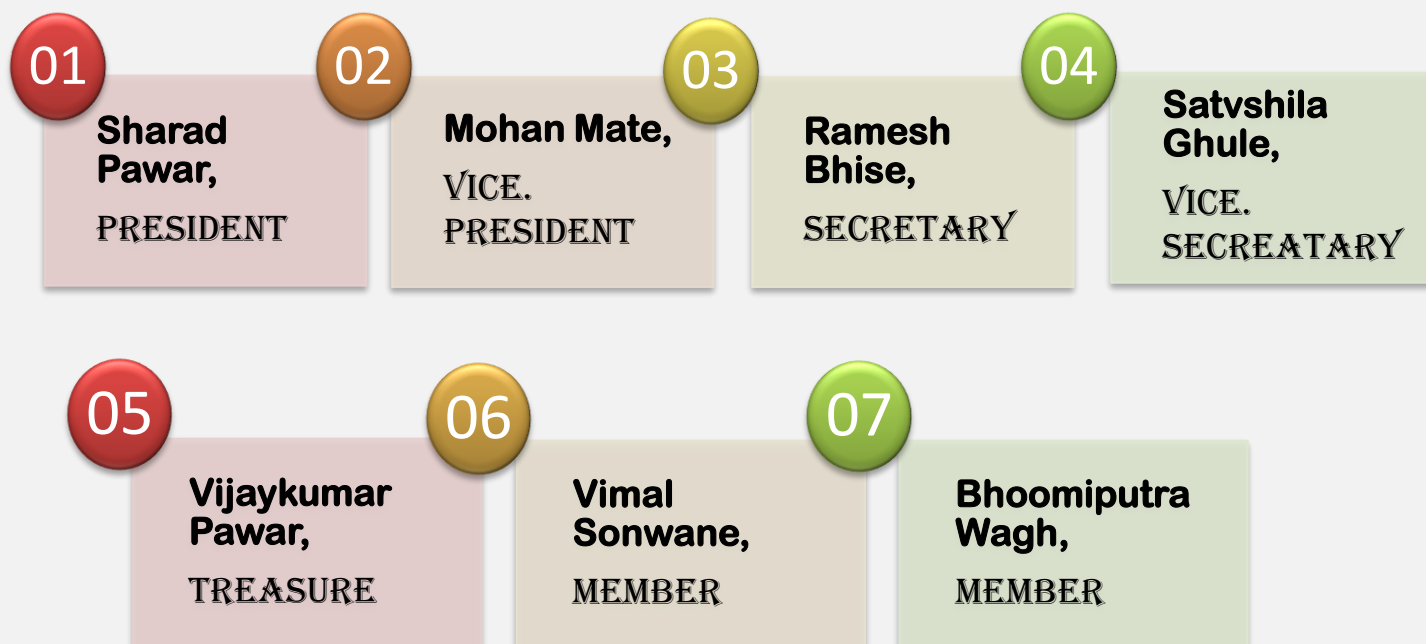 01
Sharad
Pawar,
PRESIDENT
02
Mohan Mate,
VICE.
PRESIDENT
03
Ramesh
Bhise,
SECRETARY
04
Satvshila
Ghule,
VICE.
SECREATARY
05
Vijaykumar
Pawar,
TREASURE
06
Vimal
Sonwane,
MEMBER
07
Bhoomiputra
Wagh,
MEMBER